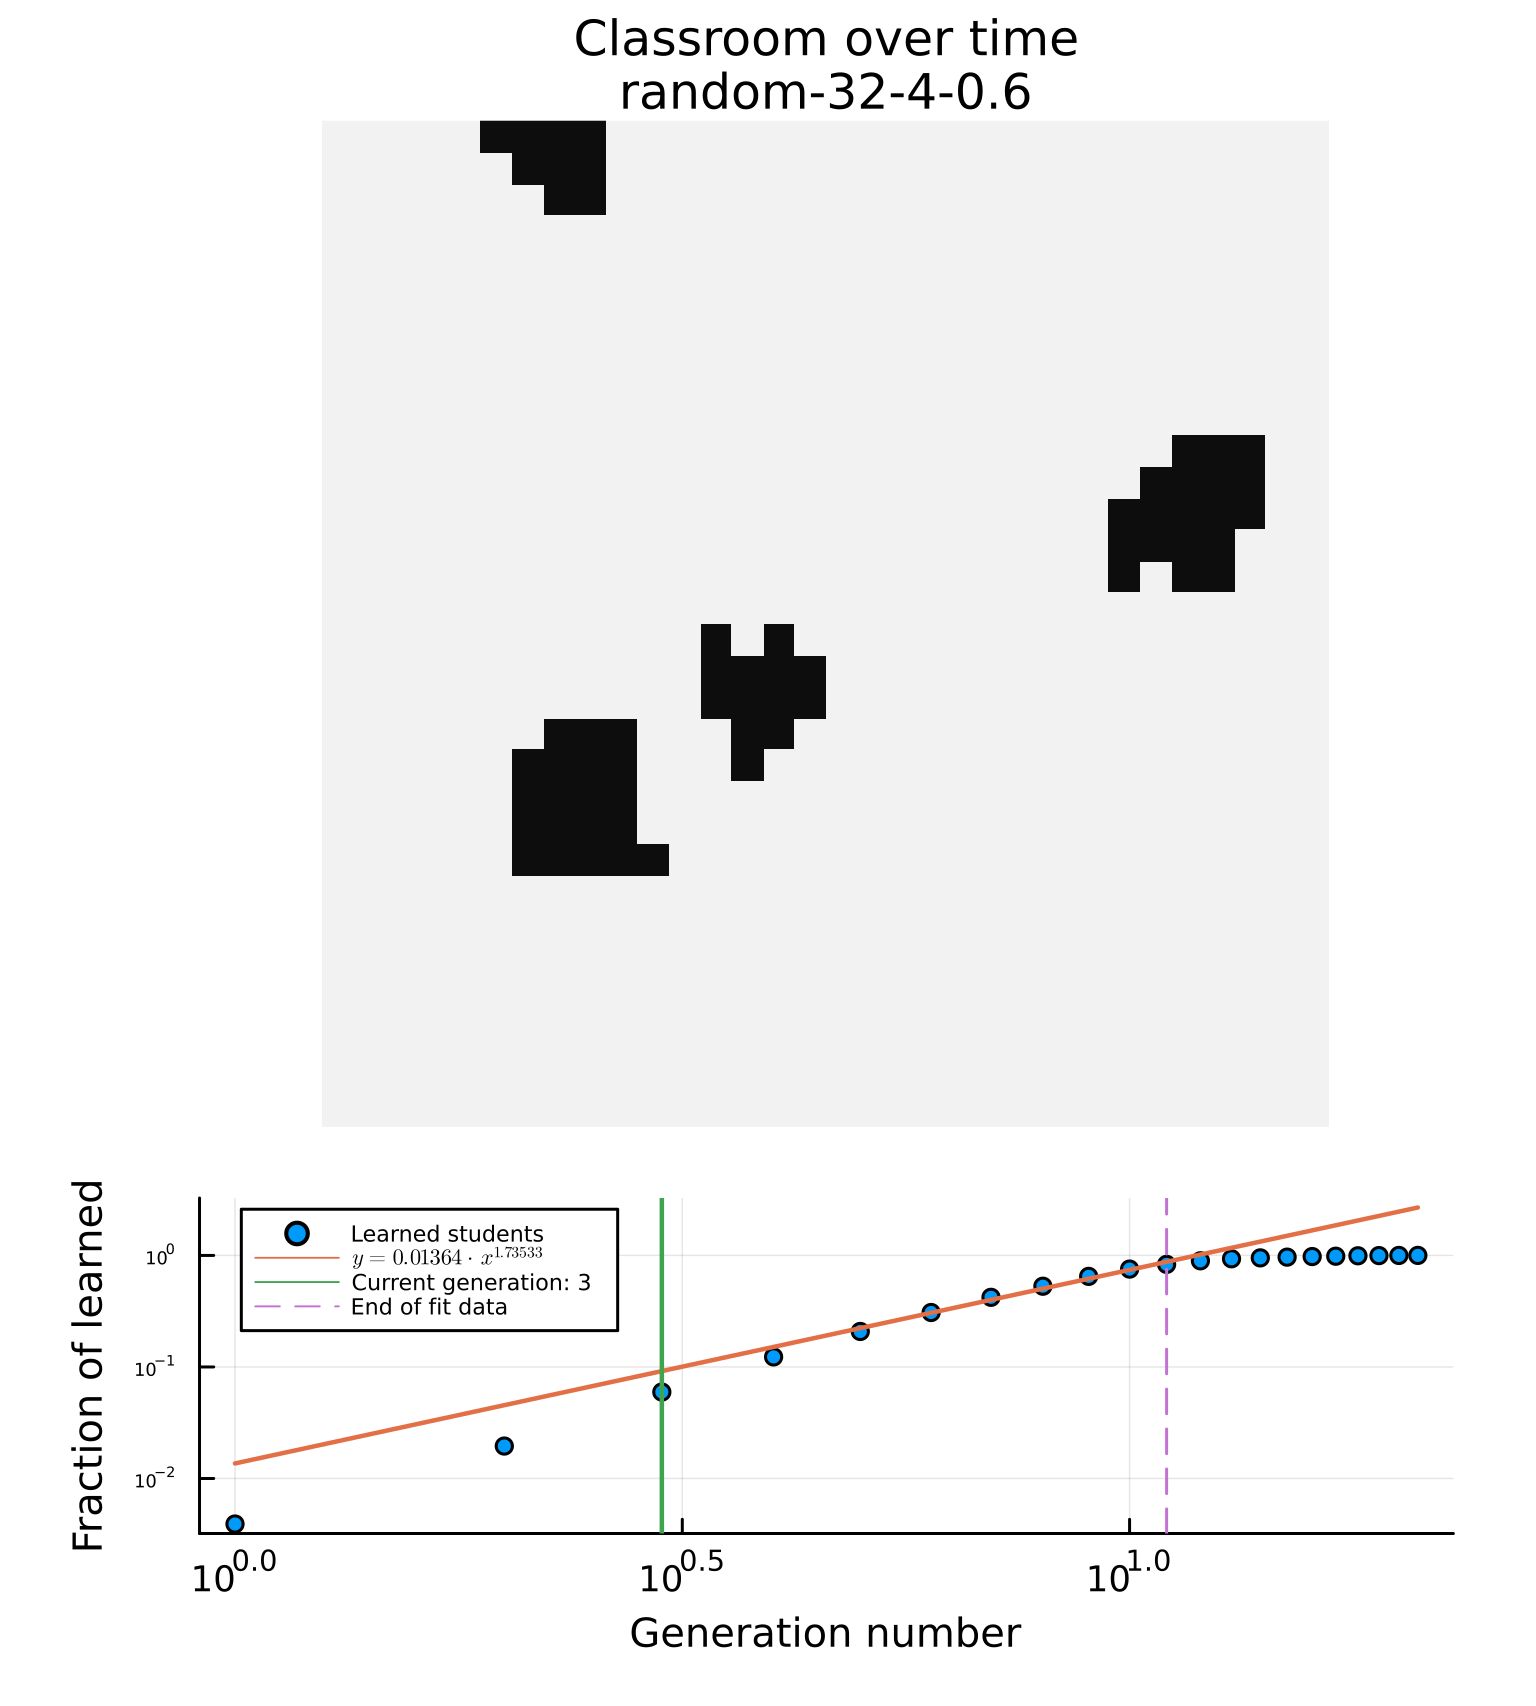 Classroom over time
random-32-4-0.6
Fraction of learned
Learned students
y = 0.01364 · x^1.73533
Current generation: 3
End of fit data
10^0
10^−1
10^−2
10^0.0
10^0.5
10^1.0
Generation number